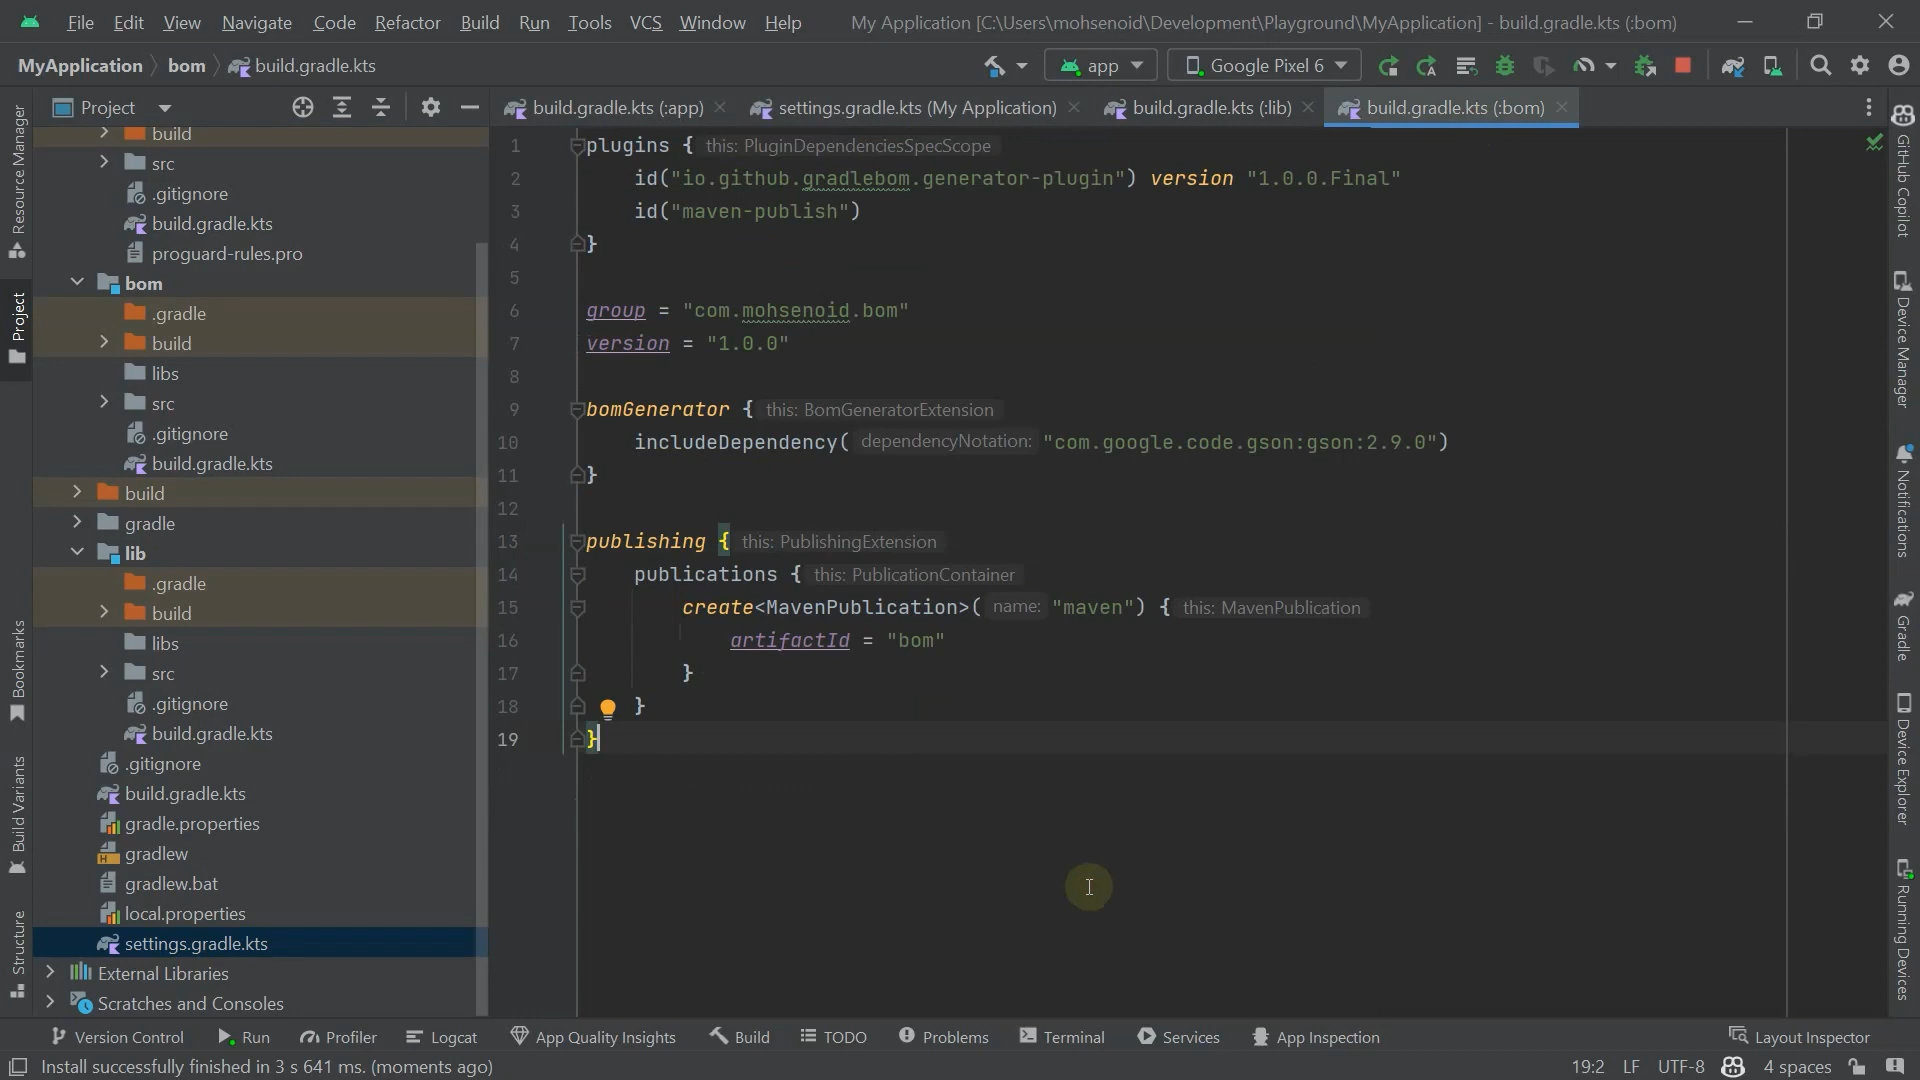 File Edit View Navigate Code Refactor Build Run Tools VCS Window Help My Application [C:\Users\mohsenoid\Development\Playground\MyApplication] - build.gradle.kts (:bom)
MyApplication bom build.gradle.kts app Google Pixel 6
Project build.gradle.kts (:app) settings.gradle.kts (My Application) build.gradle.kts (:lib) build.gradle.kts (:bom)
Resource Manager
Project
Bookmarks
Build Variants
Structure
build
src
.gitignore
build.gradle.kts
proguard-rules.pro
bom
.gradle
build
libs
src
.gitignore
build.gradle.kts
build
gradle
lib
.gradle
build
libs
src
.gitignore
build.gradle.kts
.gitignore
build.gradle.kts
gradle.properties
gradlew
gradlew.bat
local.properties
settings.gradle.kts
External Libraries
Scratches and Consoles
1 plugins { this: PluginDependenciesSpecScope
2 id("io.github.gradlebom.generator-plugin") version "1.0.0.Final"
3 id("maven-publish")
4 }
5
6 group = "com.mohsenoid.bom"
7 version = "1.0.0"
8
9 bomGenerator { this: BomGeneratorExtension
10 includeDependency( dependencyNotation: "com.google.code.gson:gson:2.9.0")
11 }
12
13 publishing { this: PublishingExtension
14 publications { this: PublicationContainer
15 create<MavenPublication>( name: "maven") { this: MavenPublication
16 artifactId = "bom"
17 }
18 }
19 }
GitHub Copilot
Device Manager
Notifications
Gradle
Device Explorer
Running Devices
Version Control Run Profiler Logcat App Quality Insights Build TODO Problems Terminal Services App Inspection Layout Inspector
Install successfully finished in 3 s 641 ms. (moments ago) 19:2 LF UTF-8 4 spaces